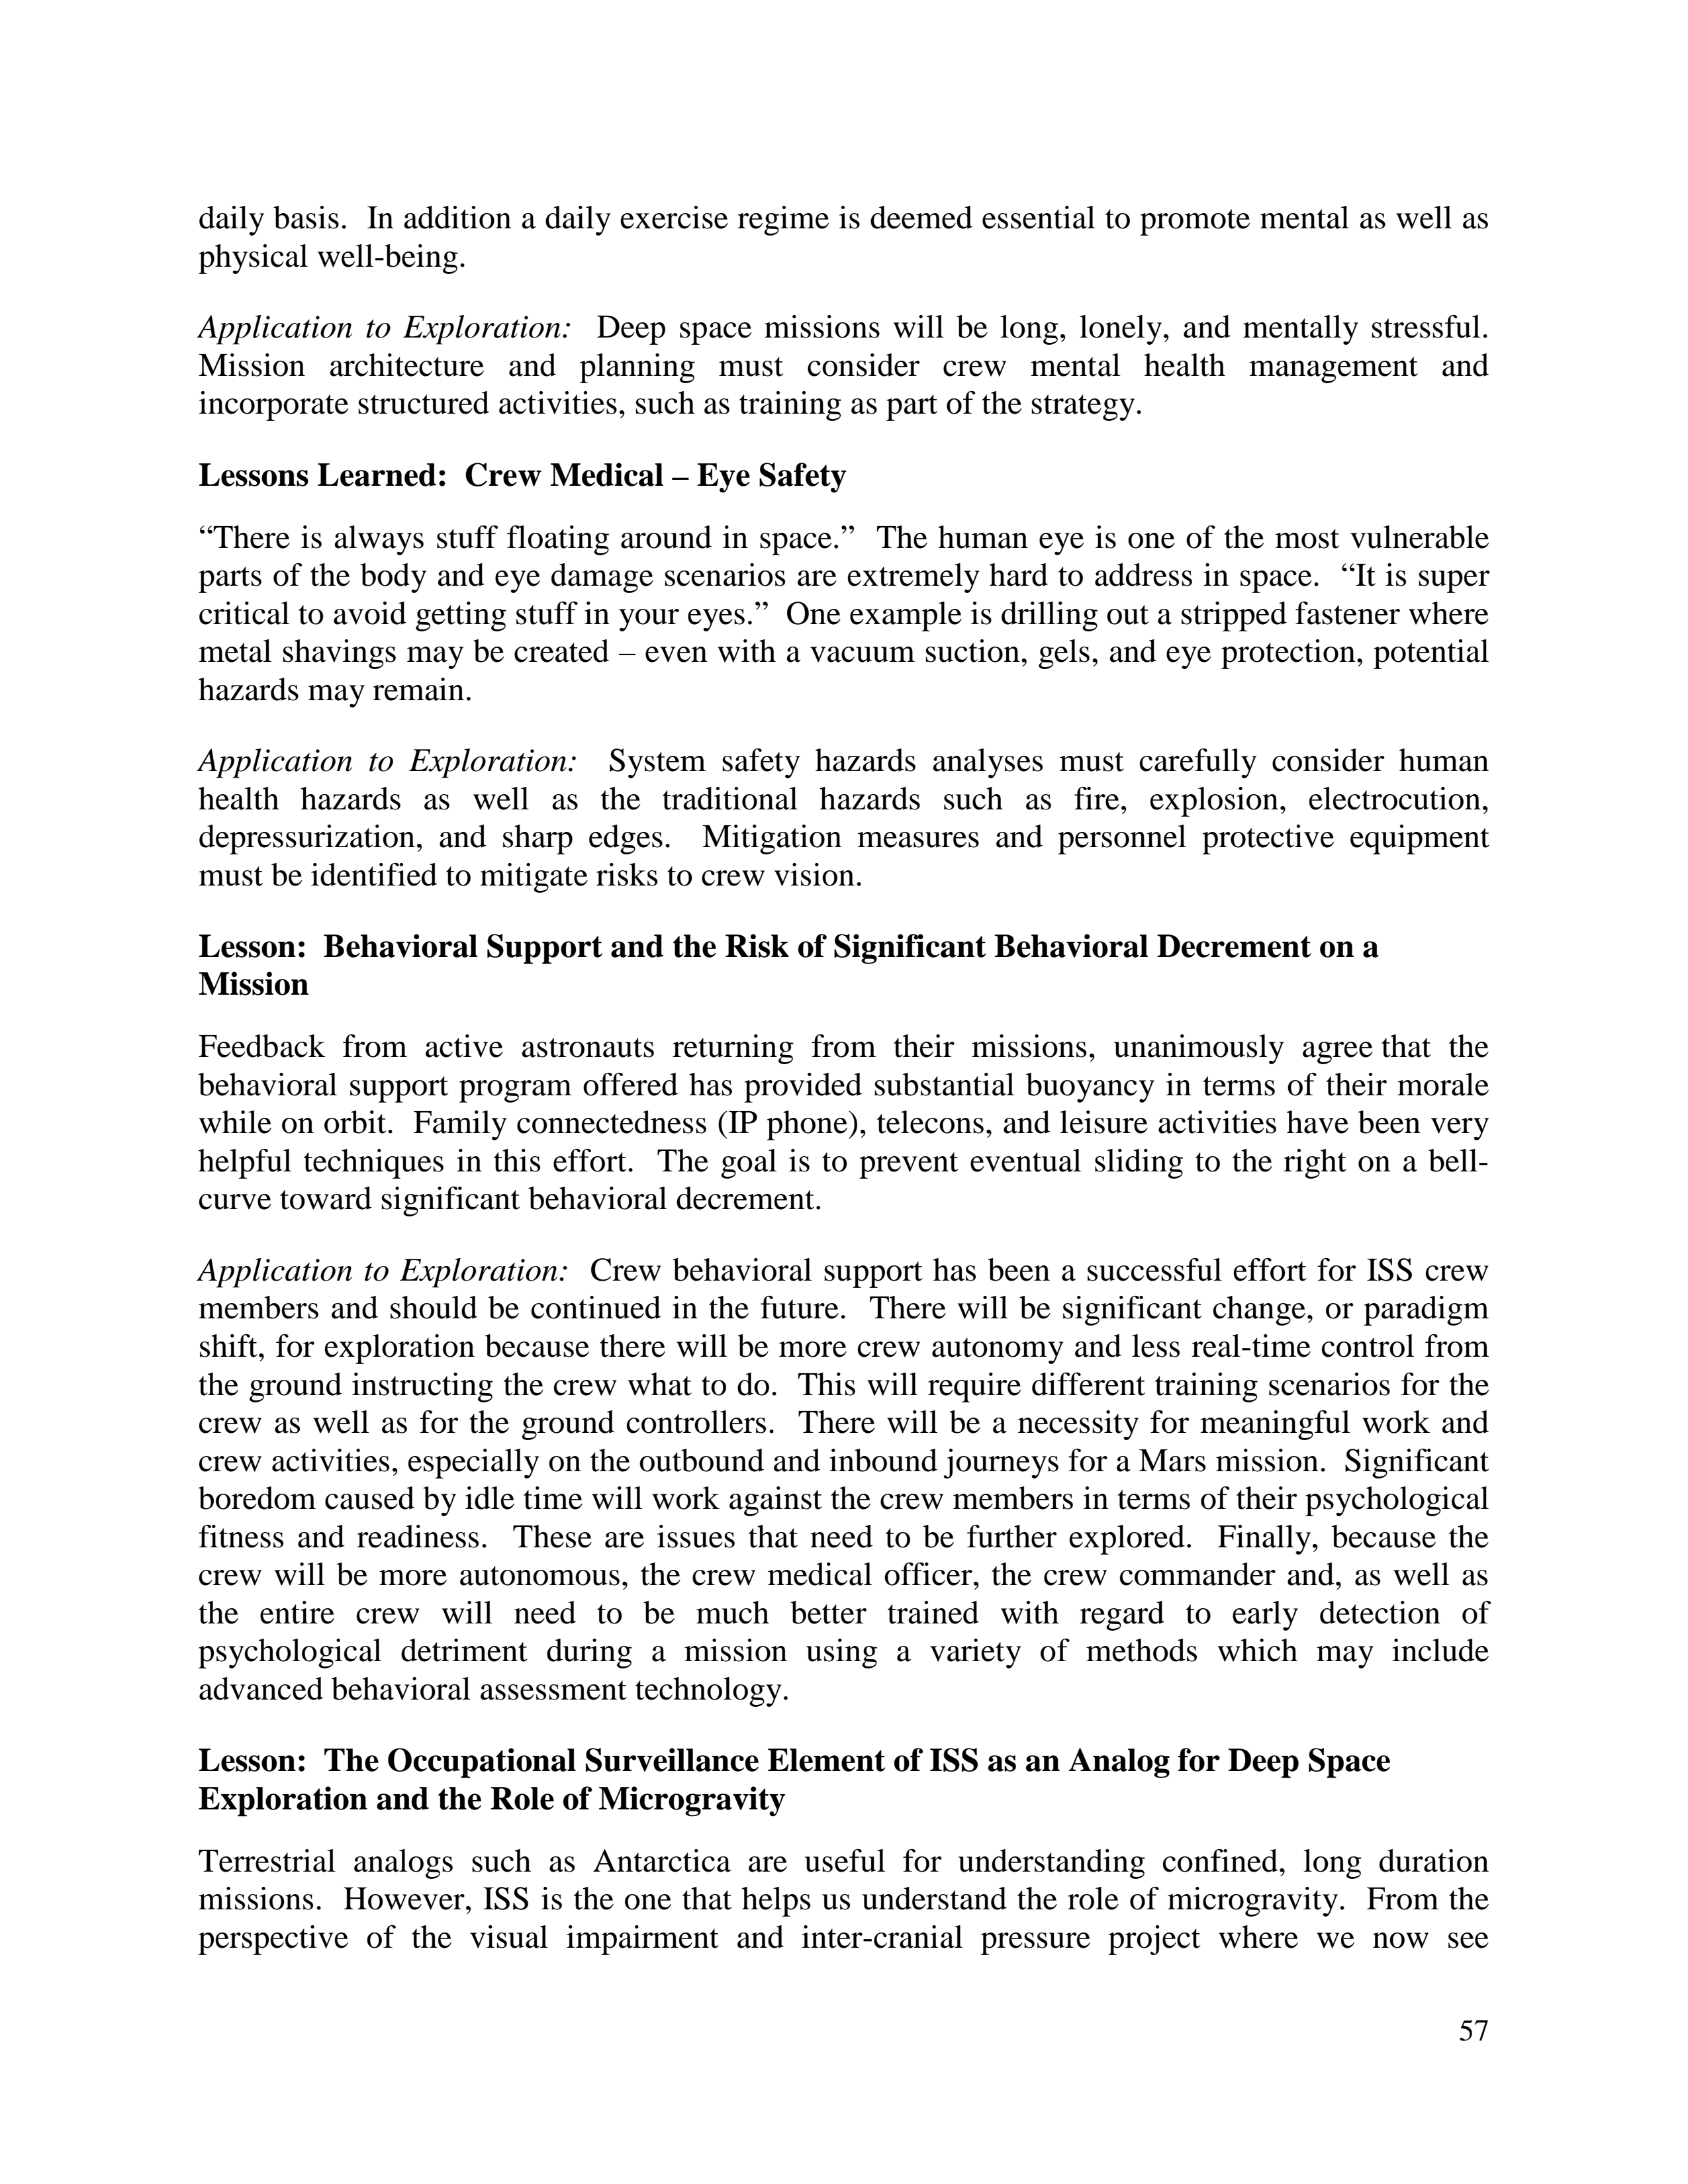 daily basis.  In addition a daily exercise regime is deemed essential to promote mental as well as
physical well-being.
Application to Exploration:  Deep space missions will be long, lonely, and mentally stressful.
Mission architecture and planning must consider crew mental health management and
incorporate structured activities, such as training as part of the strategy.
Lessons Learned:  Crew Medical – Eye Safety
“There is always stuff floating around in space.”  The human eye is one of the most vulnerable
parts of the body and eye damage scenarios are extremely hard to address in space.  “It is super
critical to avoid getting stuff in your eyes.”  One example is drilling out a stripped fastener where
metal shavings may be created – even with a vacuum suction, gels, and eye protection, potential
hazards may remain.
Application to Exploration:  System safety hazards analyses must carefully consider human
health hazards as well as the traditional hazards such as fire, explosion, electrocution,
depressurization, and sharp edges.  Mitigation measures and personnel protective equipment
must be identified to mitigate risks to crew vision.
Lesson:  Behavioral Support and the Risk of Significant Behavioral Decrement on a
Mission
Feedback from active astronauts returning from their missions, unanimously agree that the
behavioral support program offered has provided substantial buoyancy in terms of their morale
while on orbit.  Family connectedness (IP phone), telecons, and leisure activities have been very
helpful techniques in this effort.  The goal is to prevent eventual sliding to the right on a bell-
curve toward significant behavioral decrement.
Application to Exploration:  Crew behavioral support has been a successful effort for ISS crew
members and should be continued in the future.  There will be significant change, or paradigm
shift, for exploration because there will be more crew autonomy and less real-time control from
the ground instructing the crew what to do.  This will require different training scenarios for the
crew as well as for the ground controllers.  There will be a necessity for meaningful work and
crew activities, especially on the outbound and inbound journeys for a Mars mission.  Significant
boredom caused by idle time will work against the crew members in terms of their psychological
fitness and readiness.  These are issues that need to be further explored.  Finally, because the
crew will be more autonomous, the crew medical officer, the crew commander and, as well as
the entire crew will need to be much better trained with regard to early detection of
psychological detriment during a mission using a variety of methods which may include
advanced behavioral assessment technology.
Lesson:  The Occupational Surveillance Element of ISS as an Analog for Deep Space
Exploration and the Role of Microgravity
Terrestrial analogs such as Antarctica are useful for understanding confined, long duration
missions.  However, ISS is the one that helps us understand the role of microgravity.  From the
perspective of the visual impairment and inter-cranial pressure project where we now see
57